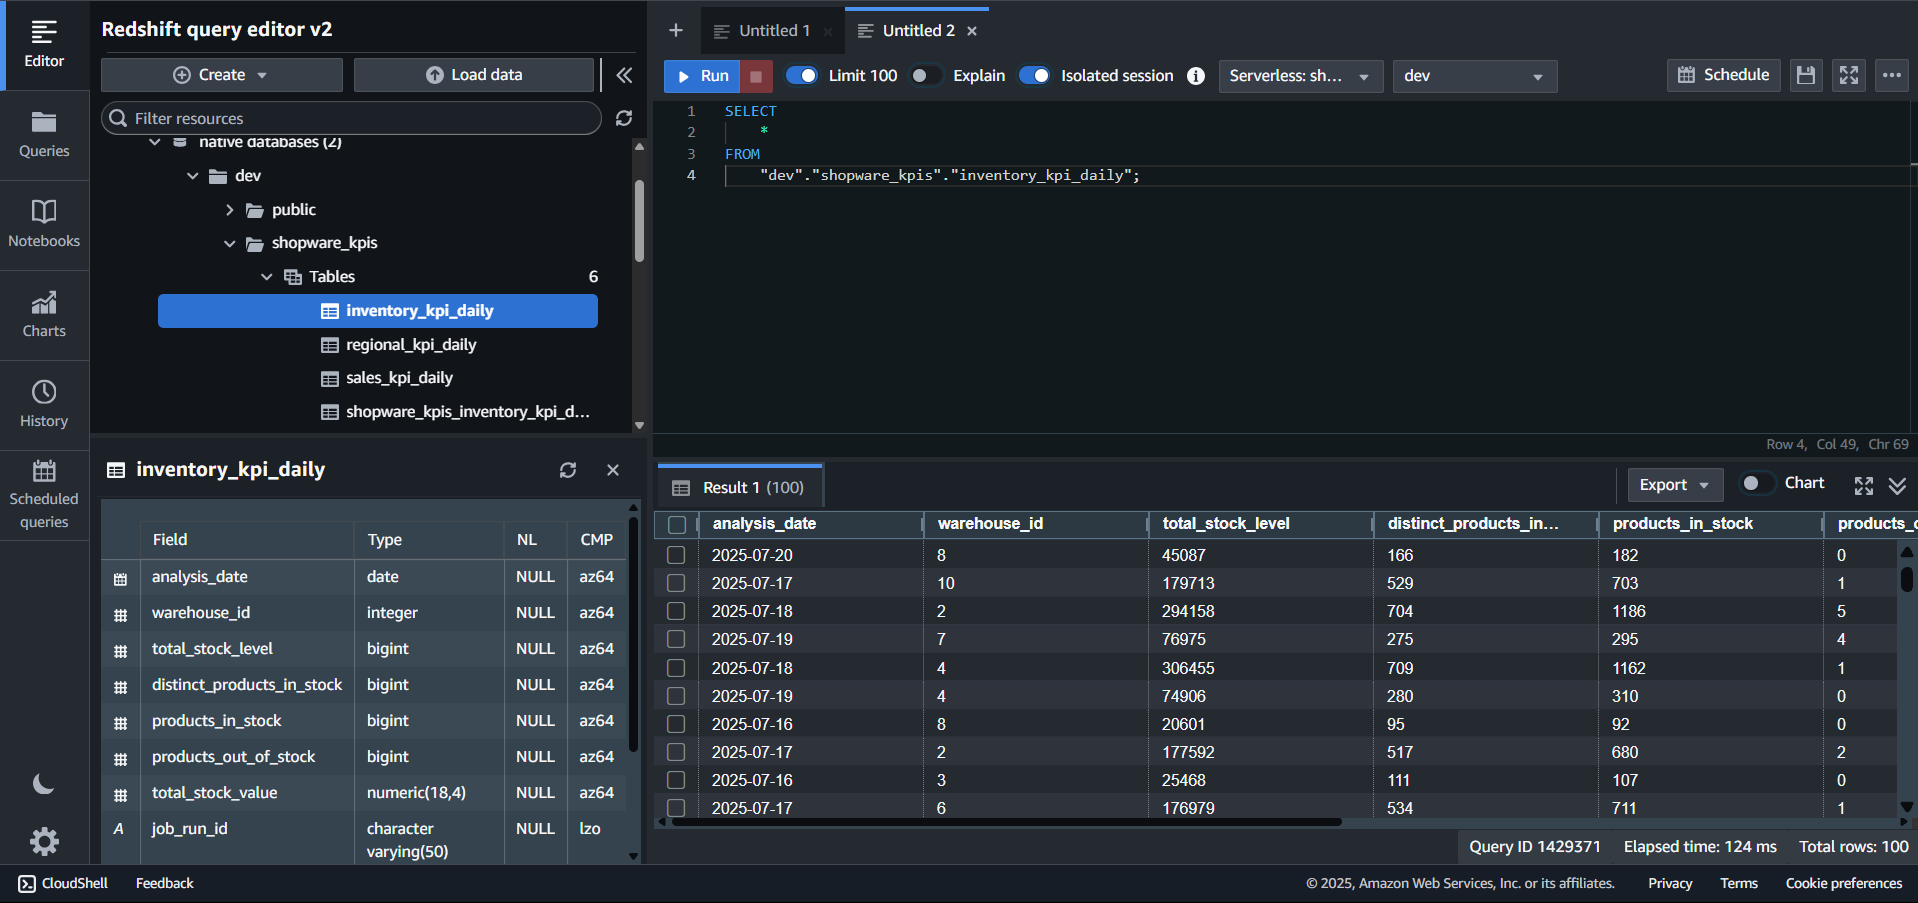 Editor
Queries
Notebooks
Charts
History
Scheduled
queries
Redshift query editor v2
Create
Load data
Filter resources
native databases (2)
dev
public
shopware_kpis
Tables 6
inventory_kpi_daily
regional_kpi_daily
sales_kpi_daily
shopware_kpis_inventory_kpi_d...
inventory_kpi_daily
Field Type NL CMP
analysis_date date NULL az64
warehouse_id integer NULL az64
total_stock_level bigint NULL az64
distinct_products_in_stock bigint NULL az64
products_in_stock bigint NULL az64
products_out_of_stock bigint NULL az64
total_stock_value numeric(18,4) NULL az64
A job_run_id character NULL lzo
varying(50)
+ Untitled 1 × Untitled 2 ×
Run Limit 100 Explain Isolated session i Serverless: sh... dev Schedule
1 SELECT
2 *
3 FROM
4 "dev"."shopware_kpis"."inventory_kpi_daily";
Row 4, Col 49, Chr 69
Result 1 (100) Export Chart
analysis_date warehouse_id total_stock_level distinct_products_in... products_in_stock products_
2025-07-20 8 45087 166 182 0
2025-07-17 10 179713 529 703 1
2025-07-18 2 294158 704 1186 5
2025-07-19 7 76975 275 295 4
2025-07-18 4 306455 709 1162 1
2025-07-19 4 74906 280 310 0
2025-07-16 8 20601 95 92 0
2025-07-17 2 177592 517 680 2
2025-07-16 3 25468 111 107 0
2025-07-17 6 176979 534 711 1
Query ID 1429371 Elapsed time: 124 ms Total rows: 100
CloudShell Feedback © 2025, Amazon Web Services, Inc. or its affiliates. Privacy Terms Cookie preferences